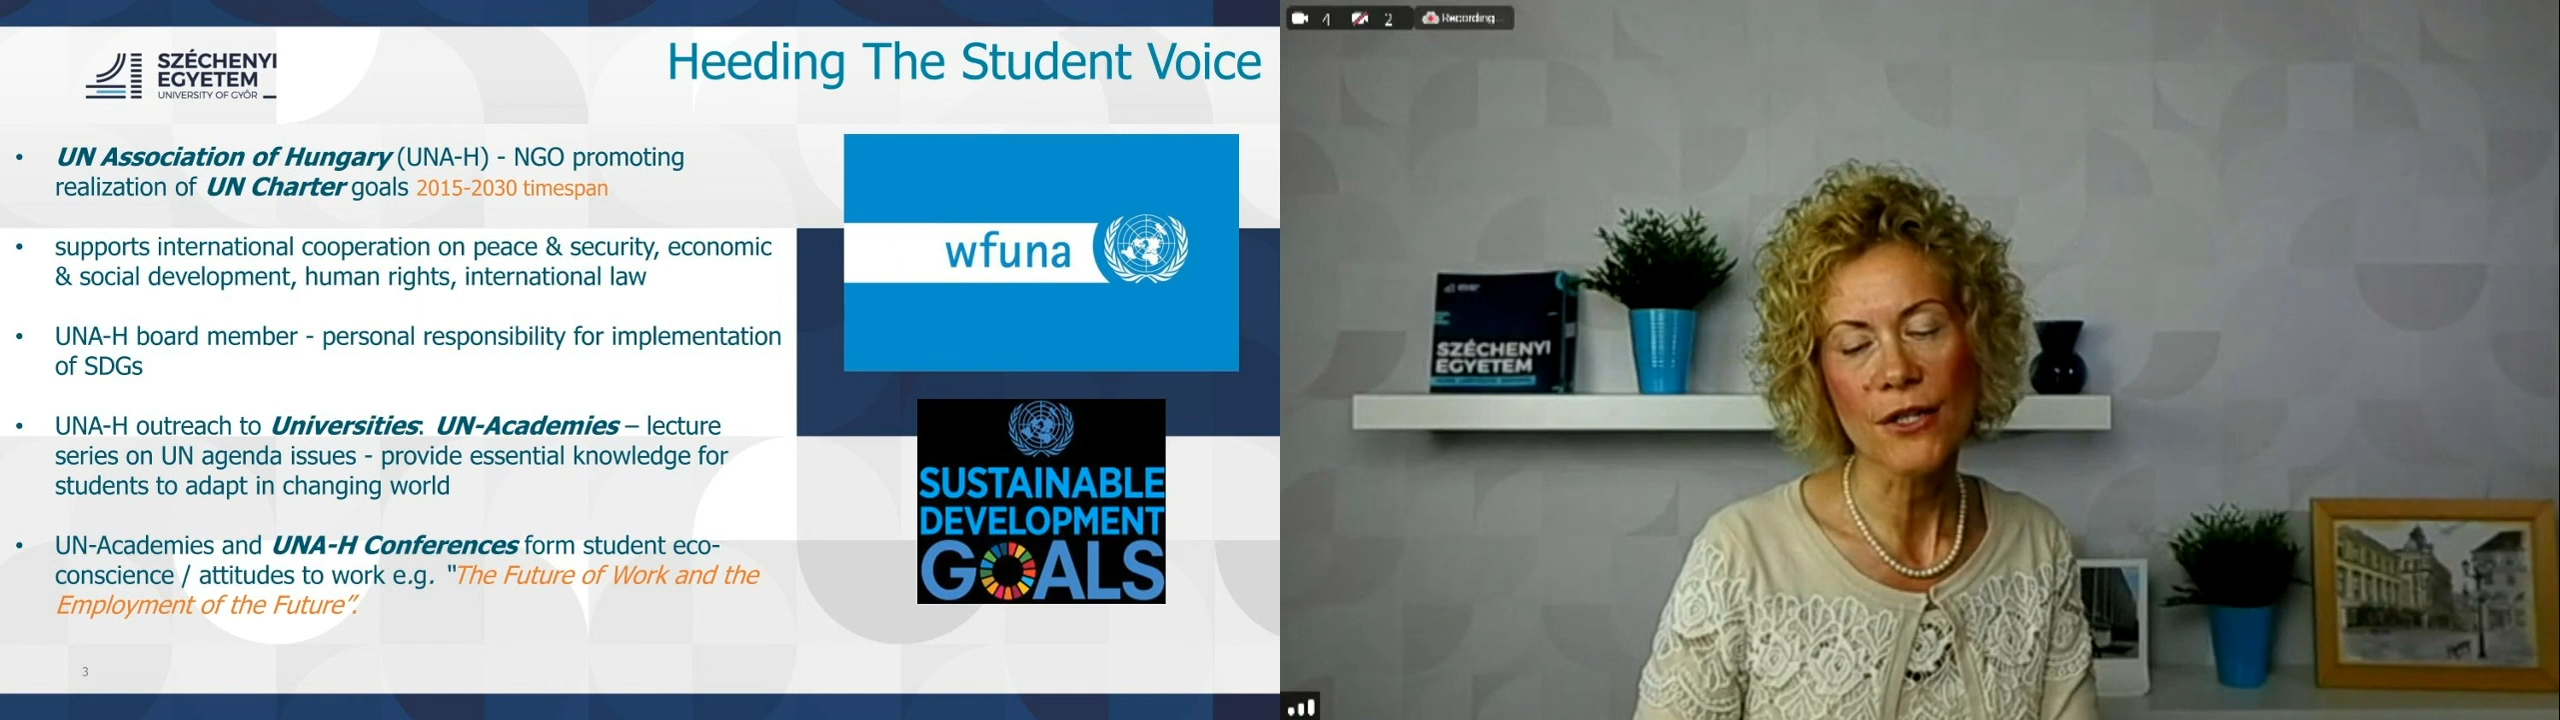 SZÉCHENYI
EGYETEM
UNIVERSITY OF GYŐR
Heeding The Student Voice
• UN Association of Hungary (UNA-H) - NGO promoting
realization of UN Charter goals 2015-2030 timespan
• supports international cooperation on peace & security, economic
& social development, human rights, international law
• UNA-H board member - personal responsibility for implementation
of SDGs
• UNA-H outreach to Universities: UN-Academies – lecture
series on UN agenda issues - provide essential knowledge for
students to adapt in changing world
• UN-Academies and UNA-H Conferences form student eco-
conscience / attitudes to work e.g. "The Future of Work and the
Employment of the Future".
3
wfuna
SUSTAINABLE
DEVELOPMENT
GOALS
4 2 Recording...
SZÉCHENYI
EGYETEM